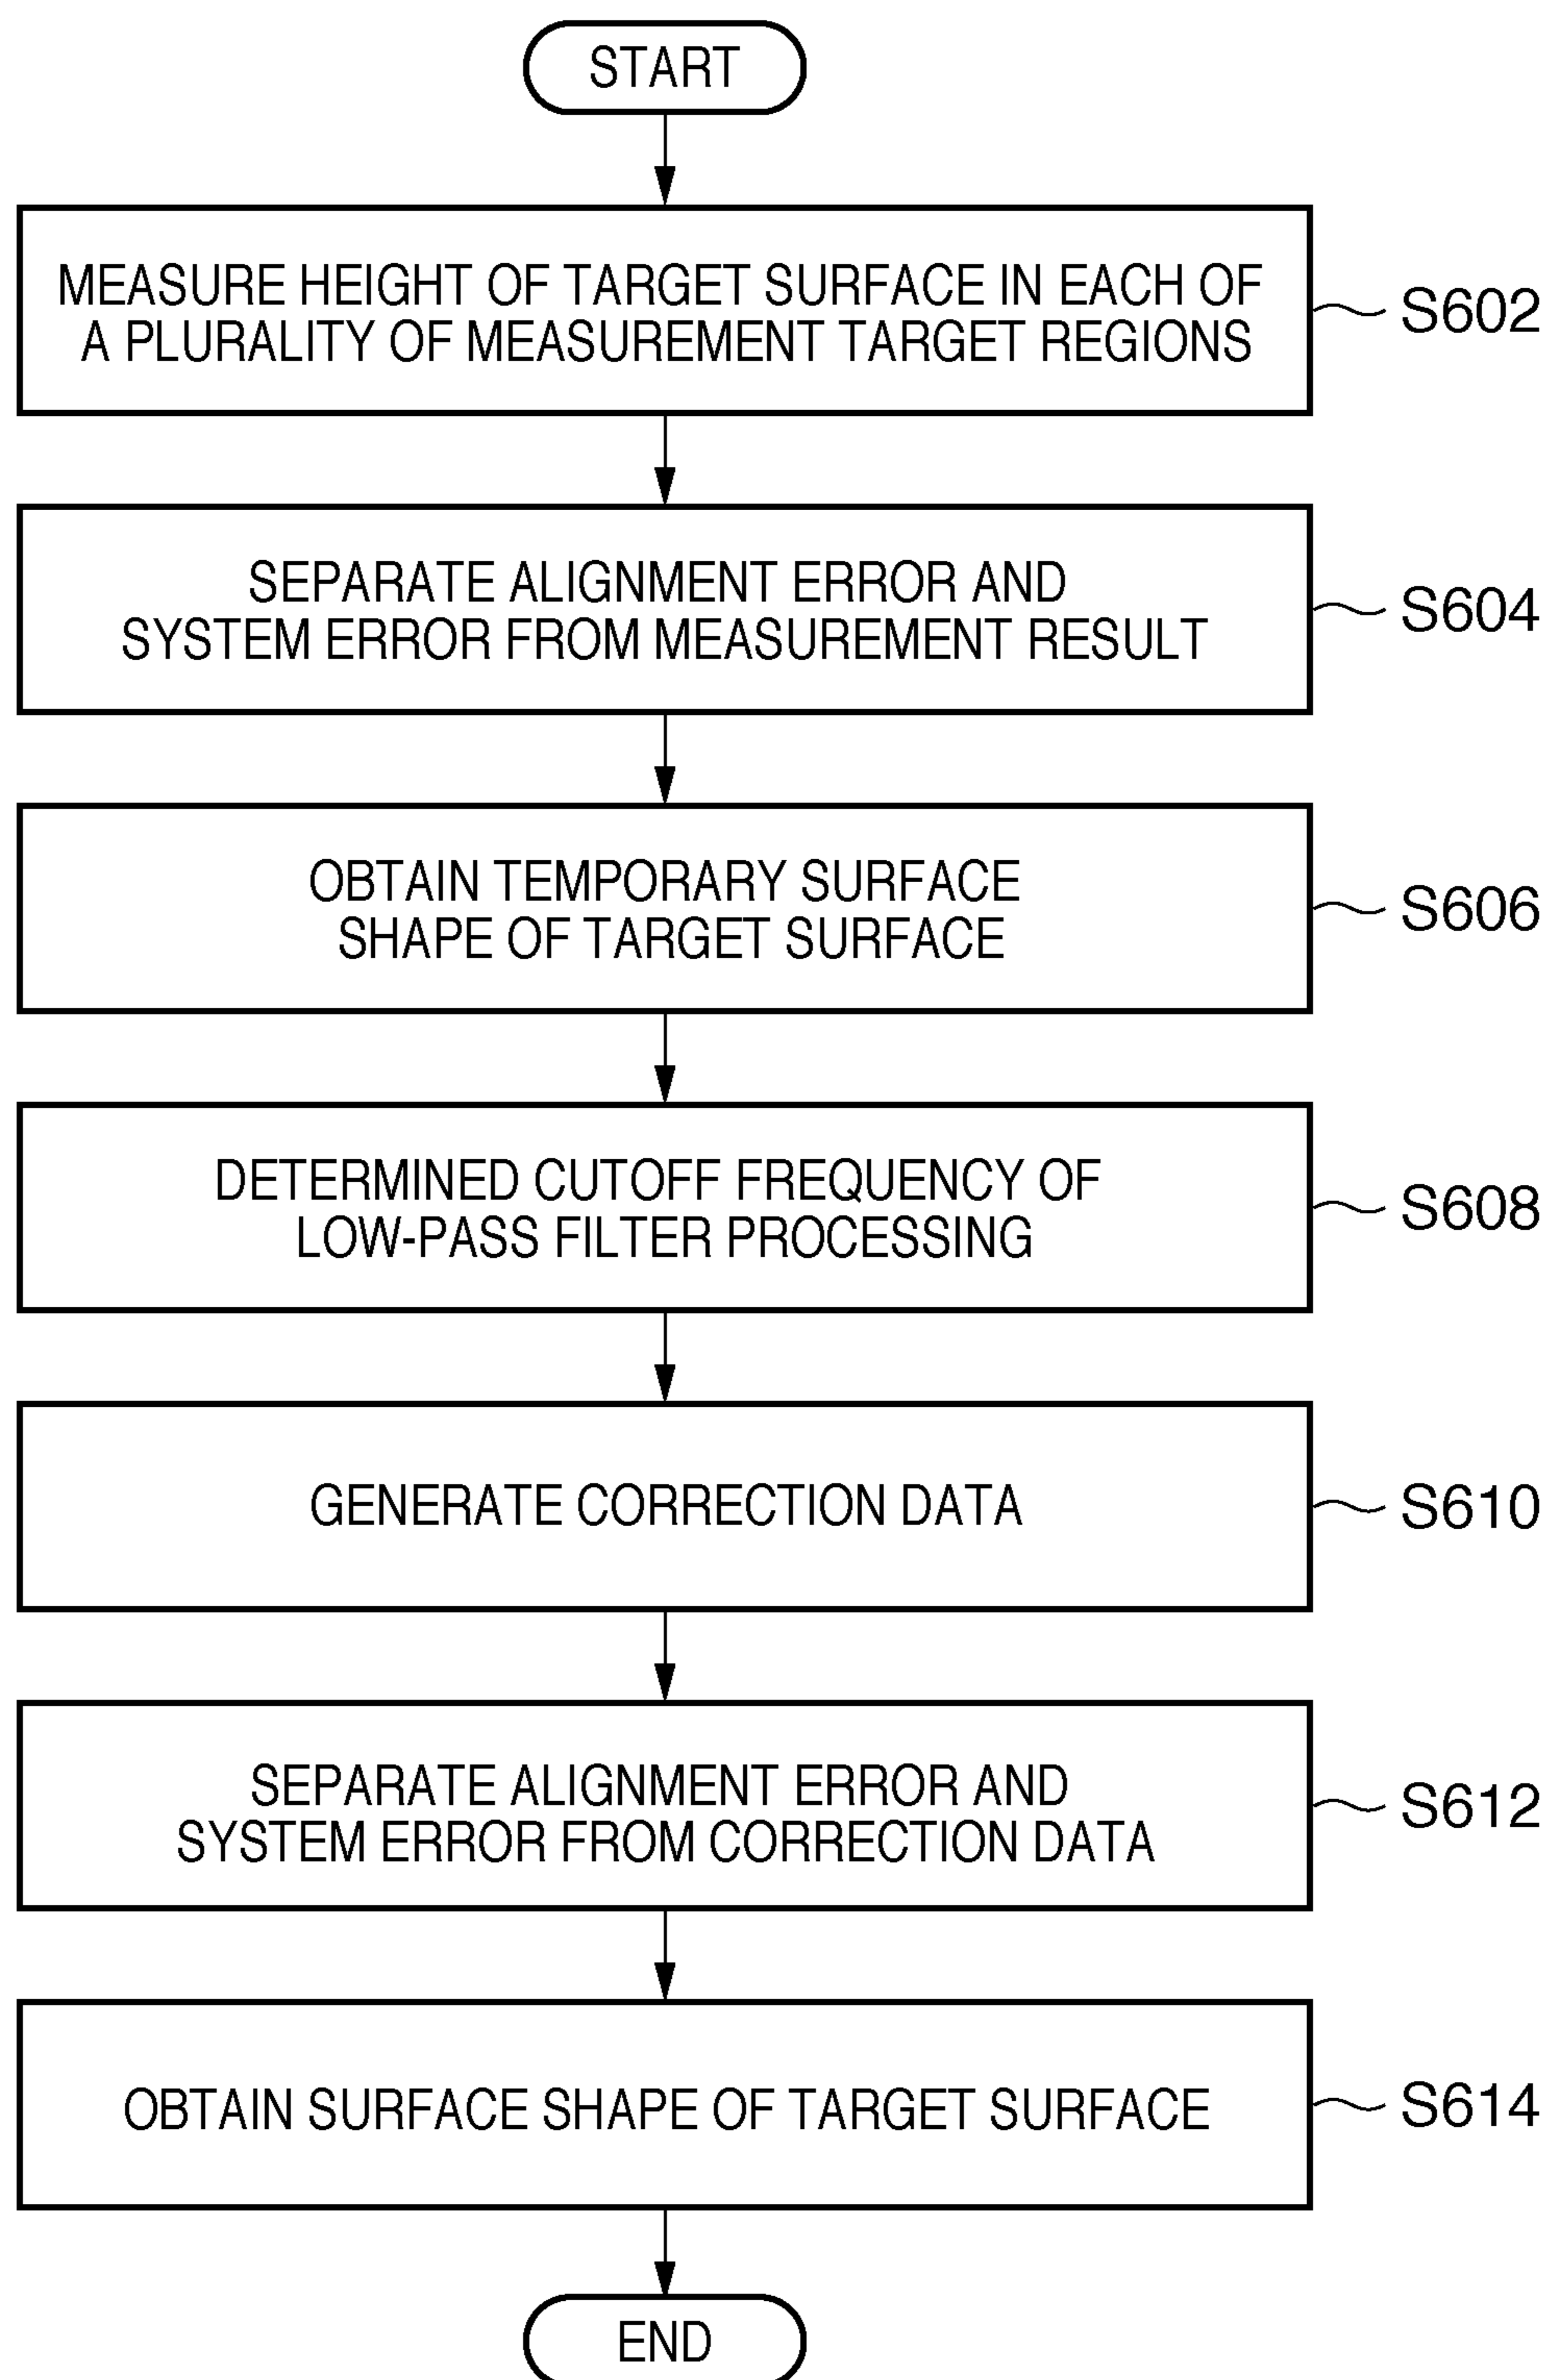 START
MEASURE HEIGHT OF TARGET SURFACE IN EACH OF
A PLURALITY OF MEASUREMENT TARGET REGIONS
S602
SEPARATE ALIGNMENT ERROR AND
SYSTEM ERROR FROM MEASUREMENT RESULT
S604
OBTAIN TEMPORARY SURFACE
SHAPE OF TARGET SURFACE
S606
DETERMINED CUTOFF FREQUENCY OF
LOW-PASS FILTER PROCESSING
S608
GENERATE CORRECTION DATA
S610
SEPARATE ALIGNMENT ERROR AND
SYSTEM ERROR FROM CORRECTION DATA
S612
OBTAIN SURFACE SHAPE OF TARGET SURFACE
S614
END